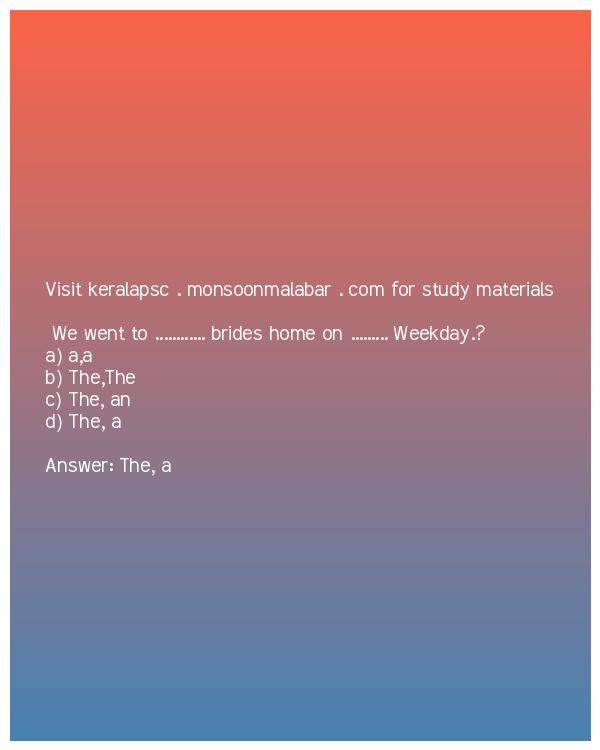 Visit keralapsc . monsoonmalabar . com for study materials
We went to ............ brides home on ......... Weekday.?
a) a,a
b) The,The
c) The, an
d) The, a
Answer: The, a